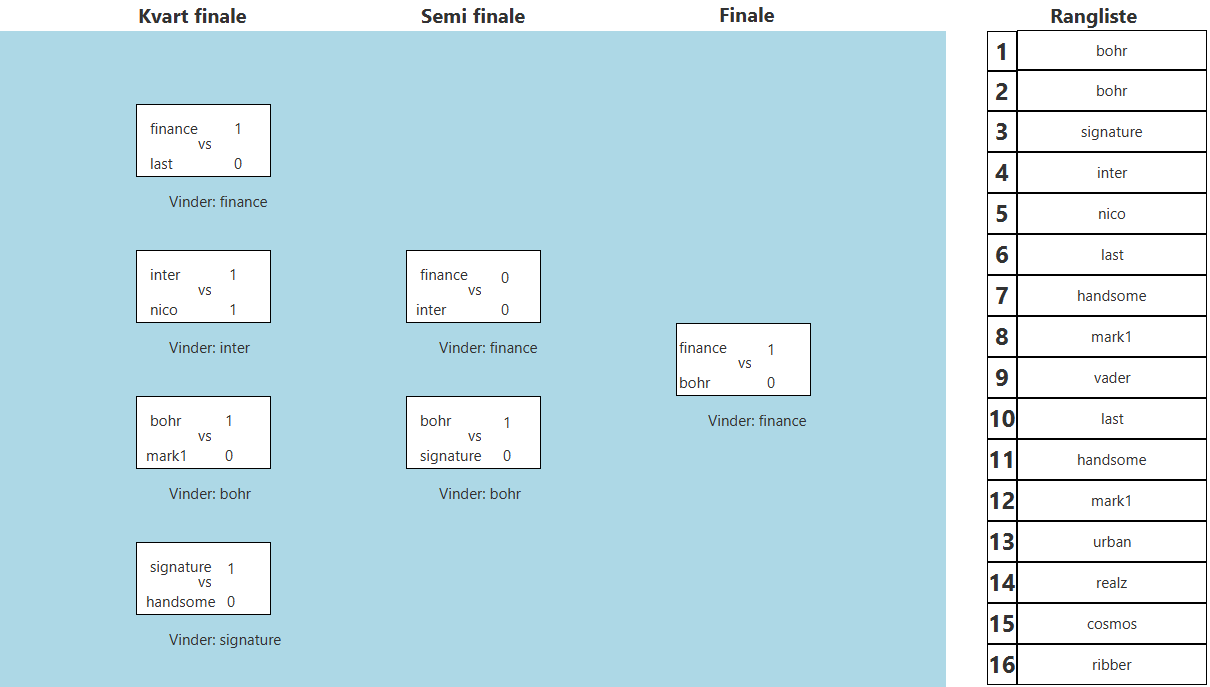 Kvart finale
Semi finale
Finale
Rangliste
finance 1
vs
last 0
Vinder: finance
inter 1
vs
nico 1
Vinder: inter
bohr 1
vs
mark1 0
Vinder: bohr
signature 1
vs
handsome 0
Vinder: signature
finance 0
vs
inter 0
Vinder: finance
bohr 1
vs
signature 0
Vinder: bohr
finance 1
vs
bohr 0
Vinder: finance
1 bohr
2 bohr
3 signature
4 inter
5 nico
6 last
7 handsome
8 mark1
9 vader
10 last
11 handsome
12 mark1
13 urban
14 realz
15 cosmos
16 ribber